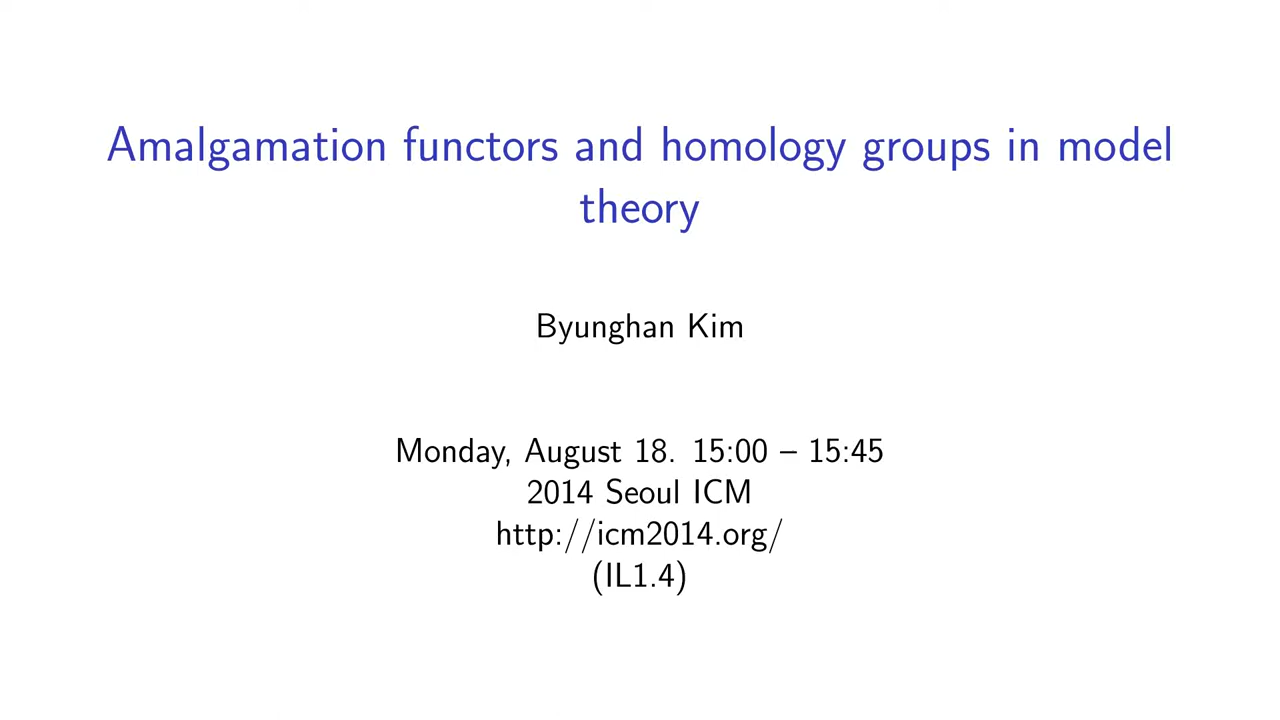 Amalgamation functors and homology groups in model
theory
Byunghan Kim
Monday, August 18. 15:00 – 15:45
2014 Seoul ICM
http://icm2014.org/
(IL1.4)